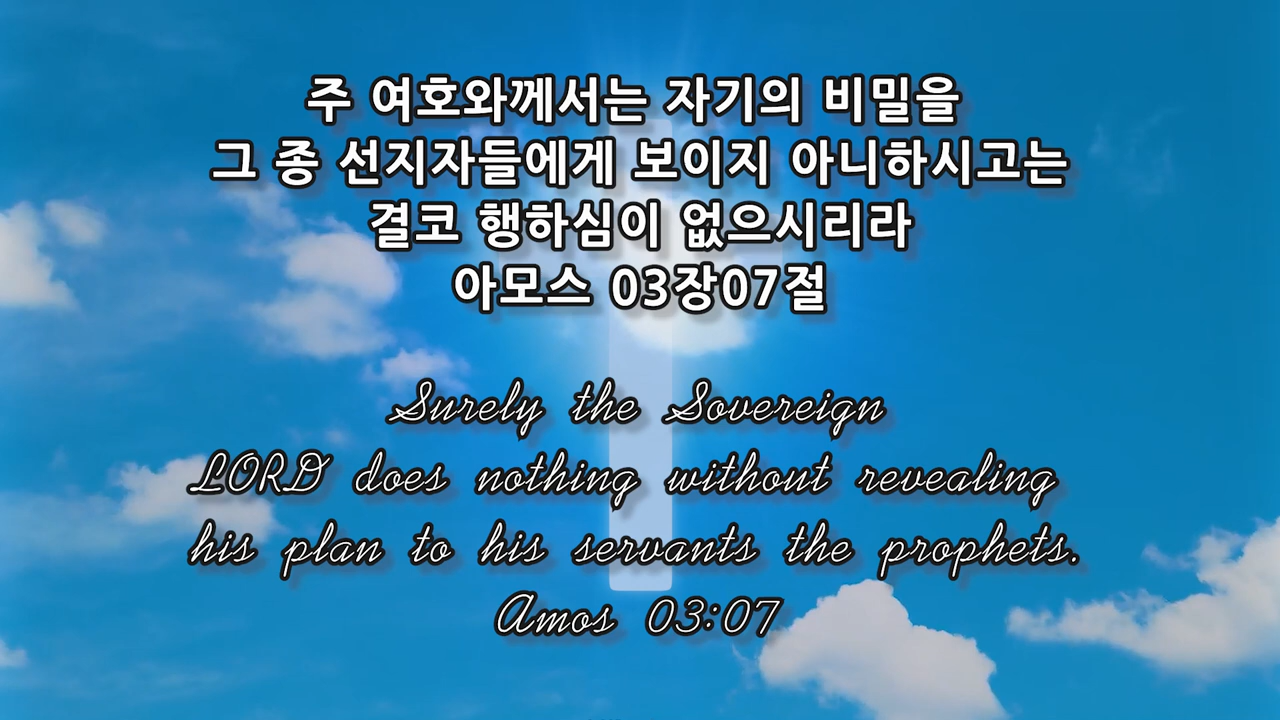 주 여호와께서는 자기의 비밀을
그 종 선지자들에게 보이지 아니하시고는
결코 행하심이 없으시리라
아모스 03장07절
Surely the Sovereign
LORD does nothing without revealing
his plan to his servants the prophets.
Amos 03:07